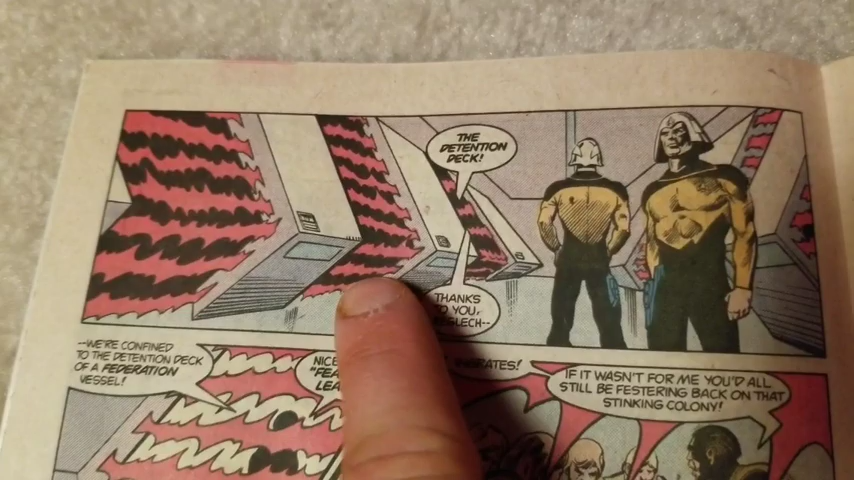 THE
DETENTION
DECK!
THANKS
YOU,
--WE'RE CONFINED
TO THE DETENTION DECK
OF A FEDERATION
VESSEL!
NICE
IF IT WASN'T FOR ME YOU'D ALL
STILL BE FESTERING BACK ON THAT
STINKING COLONY!